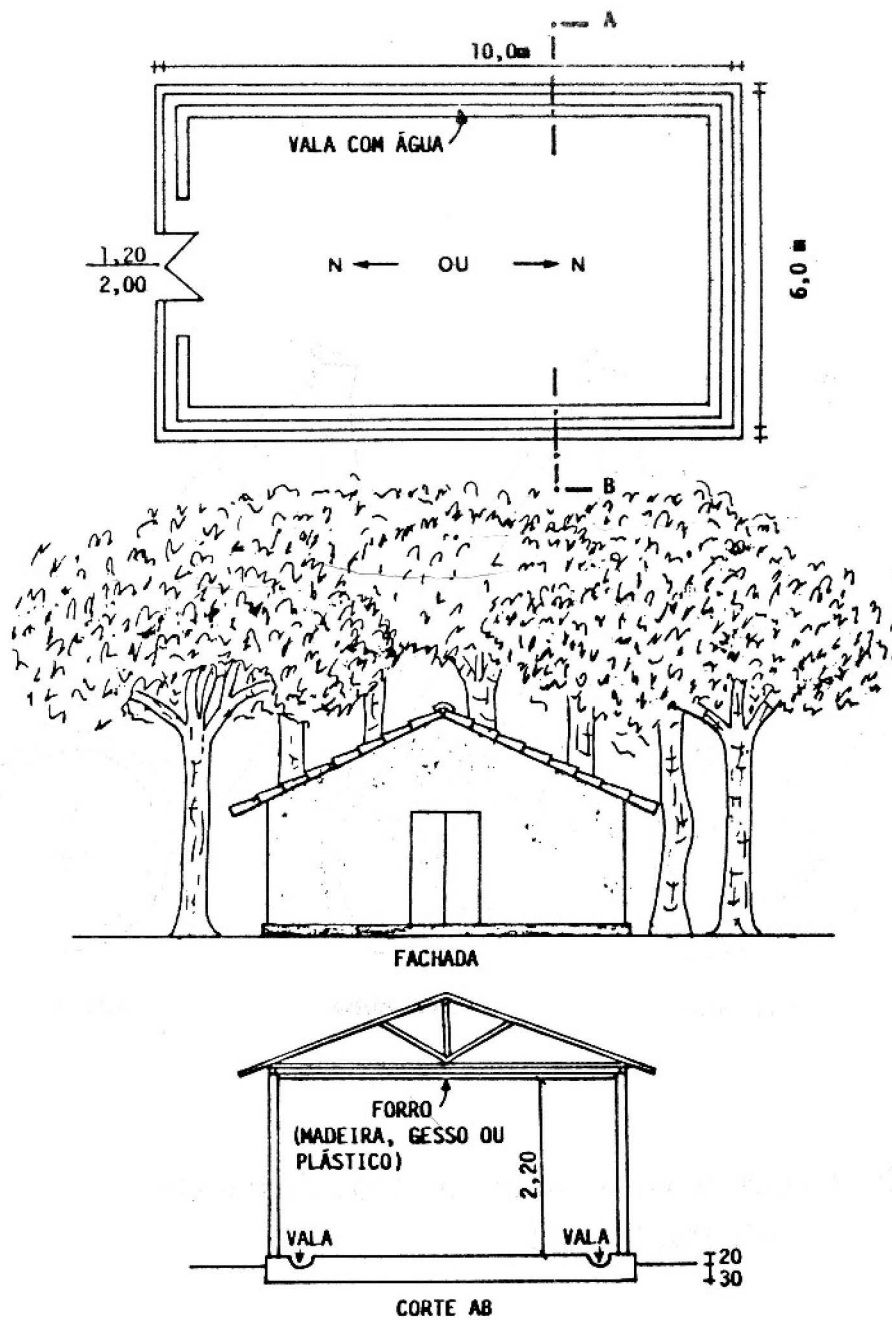 A
10,0m
VALA COM ÁGUA
1,20
2,00
N ← OU → N
6,0 m
B
FACHADA
FORRO
(MADEIRA, GESSO OU
PLÁSTICO)
2,20
VALA
VALA
20
30
CORTE AB